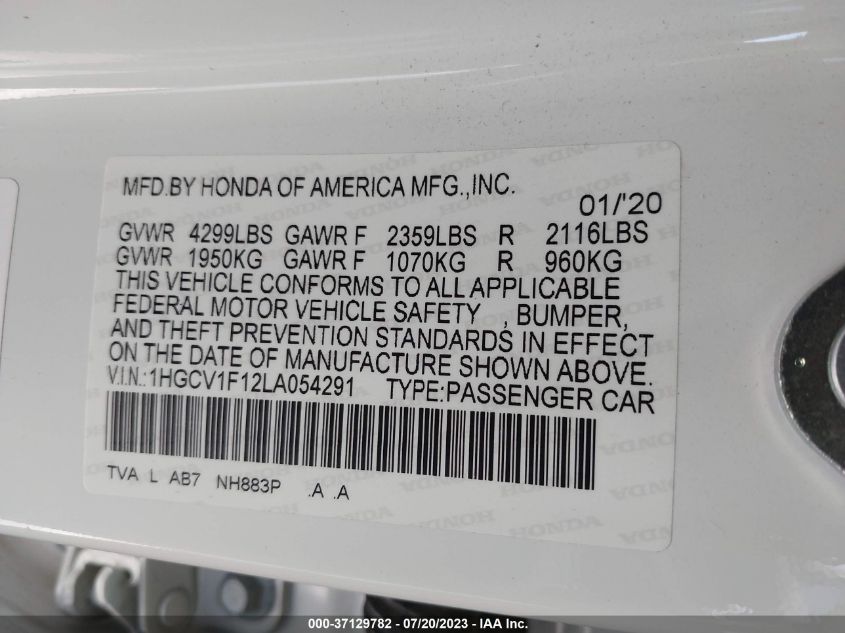 MFD.BY HONDA OF AMERICA MFG.,INC.
01/'20
GVWR 4299LBS GAWR F 2359LBS R 2116LBS
GVWR 1950KG GAWR F 1070KG R 960KG
THIS VEHICLE CONFORMS TO ALL APPLICABLE
FEDERAL MOTOR VEHICLE SAFETY , BUMPER,
AND THEFT PREVENTION STANDARDS IN EFFECT
ON THE DATE OF MANUFACTURE SHOWN ABOVE.
V.I.N.:1HGCV1F12LA054291 TYPE:PASSENGER CAR
TVA L AB7 NH883P .A .A
000-37129782 - 07/20/2023 - IAA Inc.